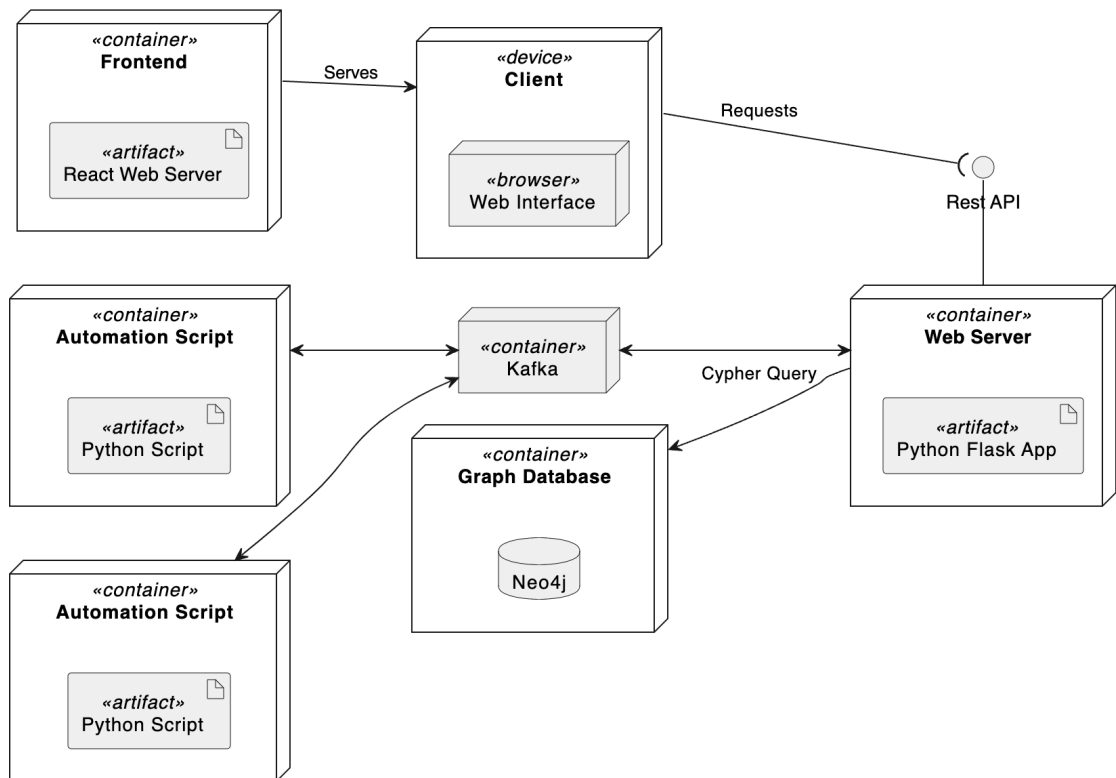 «container»
Frontend
«artifact»
React Web Server
Serves
«device»
Client
«browser»
Web Interface
Requests
Rest API
«container»
Automation Script
«artifact»
Python Script
«container»
Kafka
«container»
Web Server
«artifact»
Python Flask App
Cypher Query
«container»
Graph Database
Neo4j
«container»
Automation Script
«artifact»
Python Script